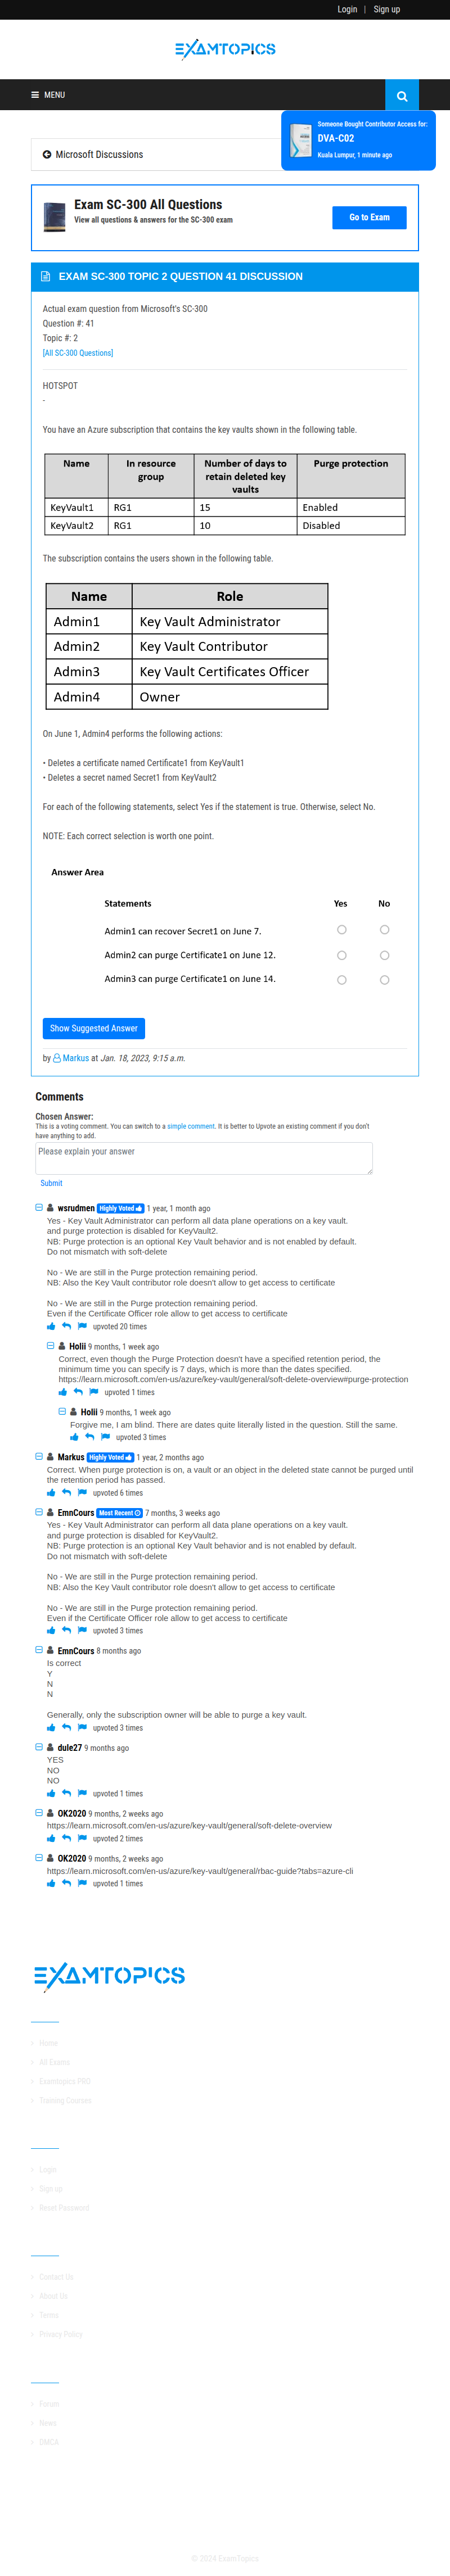 Login | Sign up
EXAMTOPICS
MENU
Someone Bought Contributor Access for:
DVA-C02
Kuala Lumpur, 1 minute ago
Microsoft Discussions
Exam SC-300 All Questions
View all questions & answers for the SC-300 exam
Go to Exam
EXAM SC-300 TOPIC 2 QUESTION 41 DISCUSSION
Actual exam question from Microsoft's SC-300
Question #: 41
Topic #: 2
[All SC-300 Questions]
HOTSPOT
-
You have an Azure subscription that contains the key vaults shown in the following table.
Name In resource group Number of days to retain deleted key vaults Purge protection
KeyVault1 RG1 15 Enabled
KeyVault2 RG1 10 Disabled
The subscription contains the users shown in the following table.
Name Role
Admin1 Key Vault Administrator
Admin2 Key Vault Contributor
Admin3 Key Vault Certificates Officer
Admin4 Owner
On June 1, Admin4 performs the following actions:
• Deletes a certificate named Certificate1 from KeyVault1
• Deletes a secret named Secret1 from KeyVault2
For each of the following statements, select Yes if the statement is true. Otherwise, select No.
NOTE: Each correct selection is worth one point.
Answer Area
Statements Yes No
Admin1 can recover Secret1 on June 7.
Admin2 can purge Certificate1 on June 12.
Admin3 can purge Certificate1 on June 14.
Show Suggested Answer
by Markus at Jan. 18, 2023, 9:15 a.m.
Comments
Chosen Answer:
This is a voting comment. You can switch to a simple comment. It is better to Upvote an existing comment if you don't
have anything to add.
Please explain your answer
Submit
wsrudmen Highly Voted 1 year, 1 month ago
Yes - Key Vault Administrator can perform all data plane operations on a key vault.
and purge protection is disabled for KeyVault2.
NB: Purge protection is an optional Key Vault behavior and is not enabled by default.
Do not mismatch with soft-delete
No - We are still in the Purge protection remaining period.
NB: Also the Key Vault contributor role doesn't allow to get access to certificate
No - We are still in the Purge protection remaining period.
Even if the Certificate Officer role allow to get access to certificate
upvoted 20 times
Holii 9 months, 1 week ago
Correct, even though the Purge Protection doesn't have a specified retention period, the
minimum time you can specify is 7 days, which is more than the dates specified.
https://learn.microsoft.com/en-us/azure/key-vault/general/soft-delete-overview#purge-protection
upvoted 1 times
Holii 9 months, 1 week ago
Forgive me, I am blind. There are dates quite literally listed in the question. Still the same.
upvoted 3 times
Markus Highly Voted 1 year, 2 months ago
Correct. When purge protection is on, a vault or an object in the deleted state cannot be purged until
the retention period has passed.
upvoted 6 times
EmnCours Most Recent 7 months, 3 weeks ago
Yes - Key Vault Administrator can perform all data plane operations on a key vault.
and purge protection is disabled for KeyVault2.
NB: Purge protection is an optional Key Vault behavior and is not enabled by default.
Do not mismatch with soft-delete
No - We are still in the Purge protection remaining period.
NB: Also the Key Vault contributor role doesn't allow to get access to certificate
No - We are still in the Purge protection remaining period.
Even if the Certificate Officer role allow to get access to certificate
upvoted 3 times
EmnCours 8 months ago
Is correct
Y
N
N
Generally, only the subscription owner will be able to purge a key vault.
upvoted 3 times
dule27 9 months ago
YES
NO
NO
upvoted 1 times
OK2020 9 months, 2 weeks ago
https://learn.microsoft.com/en-us/azure/key-vault/general/soft-delete-overview
upvoted 2 times
OK2020 9 months, 2 weeks ago
https://learn.microsoft.com/en-us/azure/key-vault/general/rbac-guide?tabs=azure-cli
upvoted 1 times
EXAMTOPICS
Home
All Exams
Examtopics PRO
Training Courses
Login
Sign up
Reset Password
Contact Us
About Us
Terms
Privacy Policy
Forum
News
DMCA
© 2024 ExamTopics